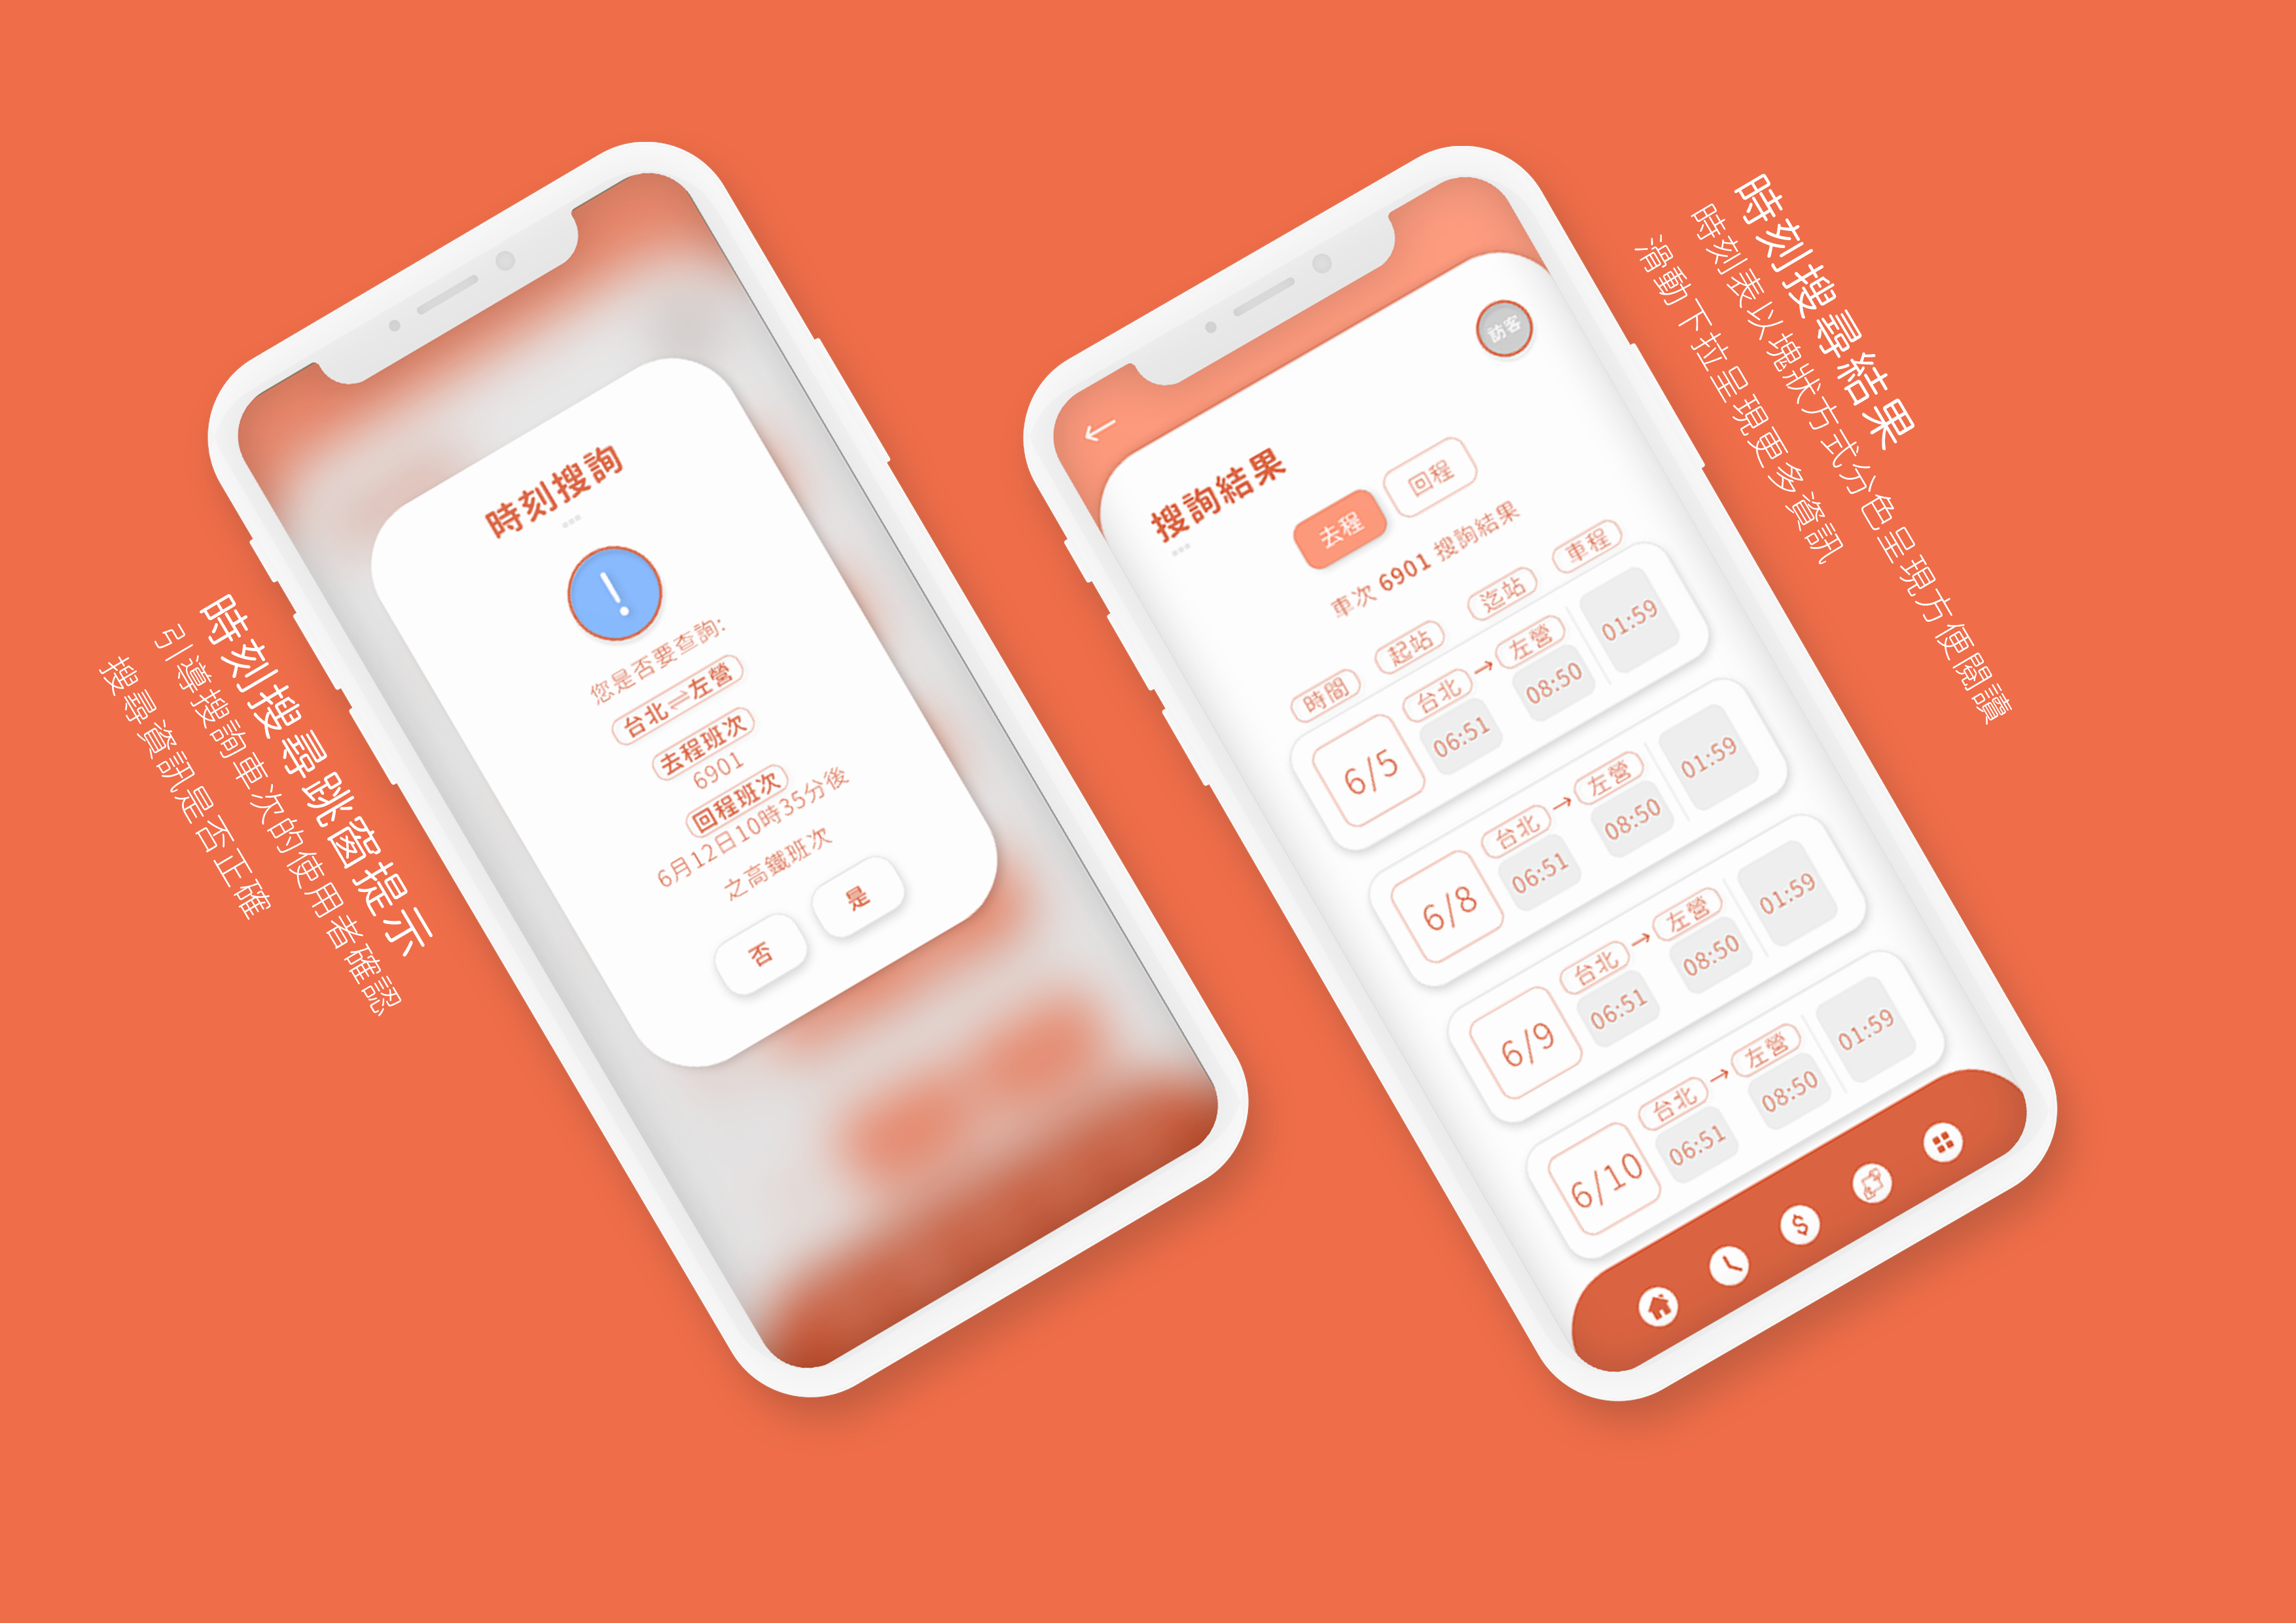 時刻搜尋跳窗提示
引導搜詢車次的使用者確認
搜尋資訊是否正確
時刻搜詢
!
您是否要查詢:
台北⇌左營
去程班次
6901
回程班次
6月12日10時35分後
之高鐵班次
否 是
訪客
搜詢結果
去程 回程
車次 6901 搜詢結果
時間 起站 迄站 車程
6/5 台北→左營 01:59
06:51 08:50
6/8 台北→左營 01:59
06:51 08:50
6/9 台北→左營 01:59
06:51 08:50
6/10 台北→左營 01:59
06:51 08:50
$
時刻搜尋結果
時刻表以塊狀方式分色呈現方便閱讀
滑動下拉呈現更多資訊